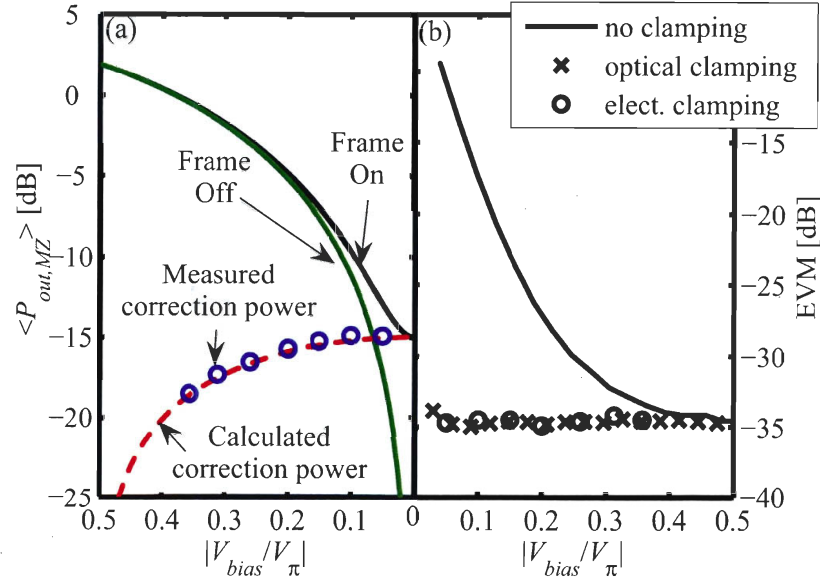 (a)
5
0
−5
−10
−15
−20
−25
<P_out,MZ> [dB]
Frame
Off
Frame
On
Measured
correction power
Calculated
correction power
0.5
0.4
0.3
0.2
0.1
0
|V_bias/V_π|
(b)
no clamping
optical clamping
elect. clamping
−15
−20
−25
−30
−35
−40
EVM [dB]
0.1
0.2
0.3
0.4
0.5
|V_bias/V_π|